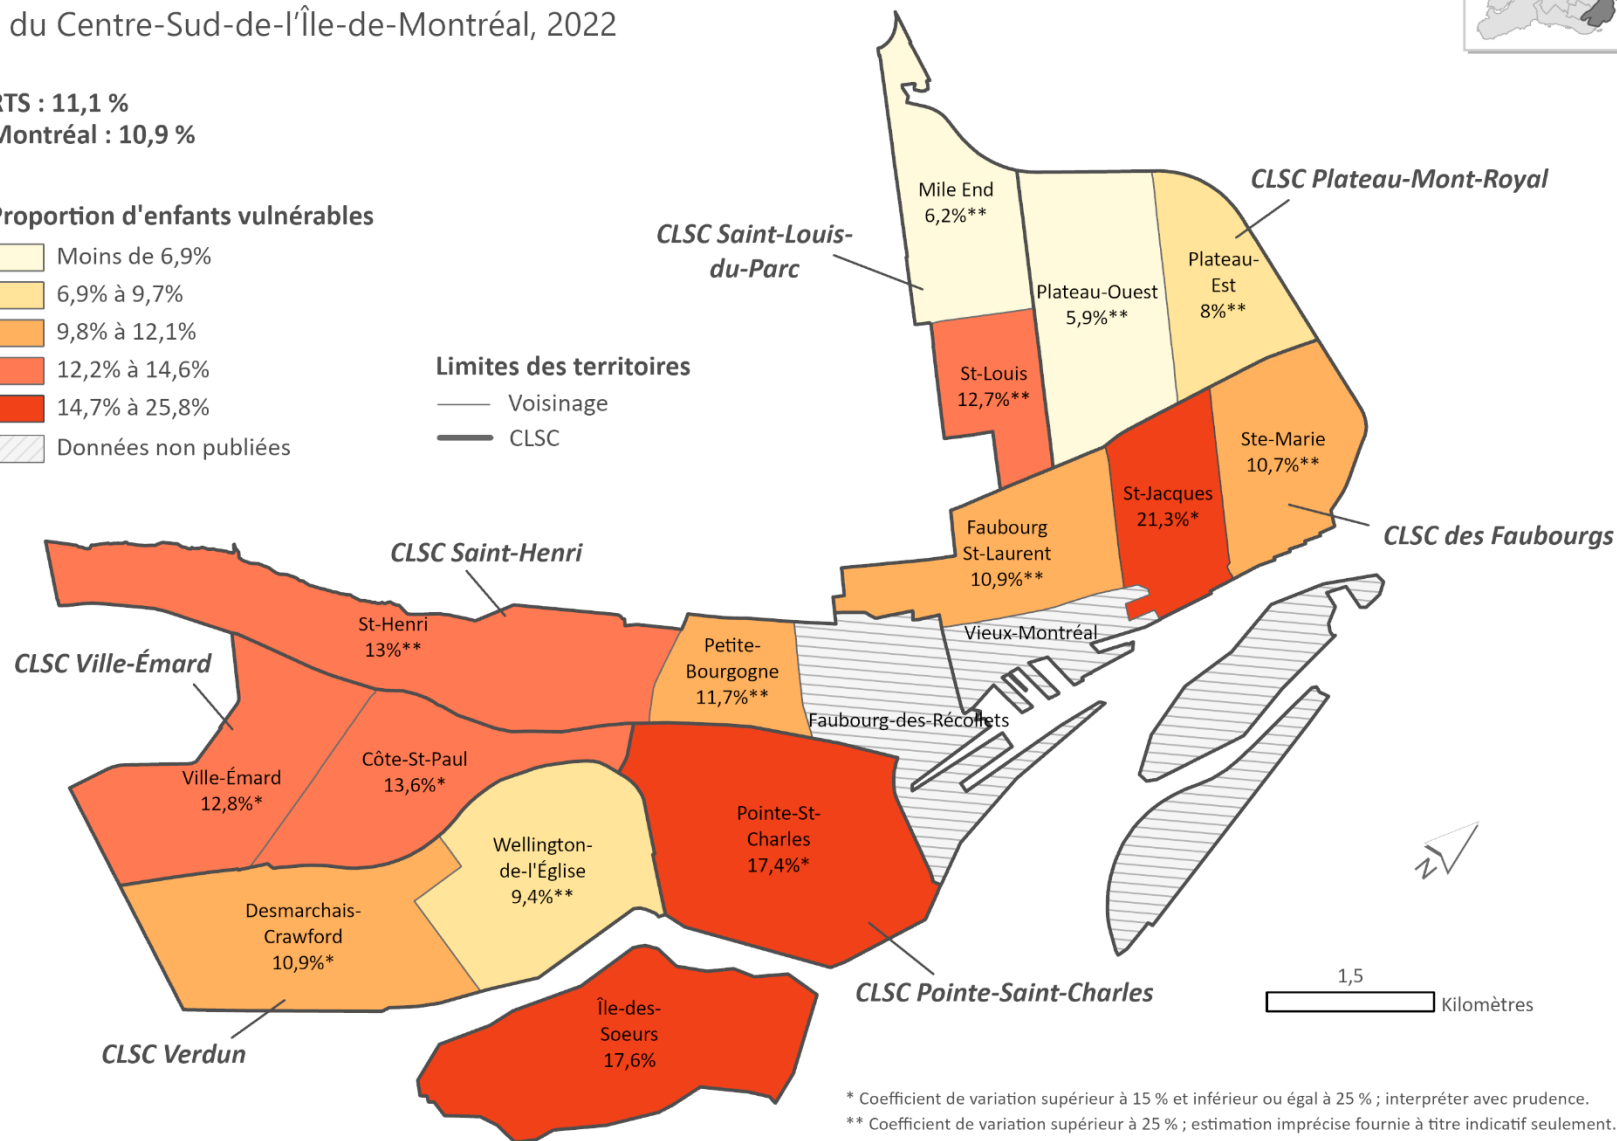 du Centre-Sud-de-l'Île-de-Montréal, 2022
RTS : 11,1 %
Montréal : 10,9 %
Proportion d'enfants vulnérables
Moins de 6,9%
6,9% à 9,7%
9,8% à 12,1%
12,2% à 14,6%
14,7% à 25,8%
Données non publiées
Limites des territoires
Voisinage
CLSC
CLSC Saint-Louis-
du-Parc
CLSC Plateau-Mont-Royal
Mile End
6,2%**
Plateau-Ouest
5,9%**
Plateau-
Est
8%**
St-Louis
12,7%**
Ste-Marie
10,7%**
St-Jacques
21,3%*
Faubourg
St-Laurent
10,9%**
CLSC des Faubourgs
CLSC Saint-Henri
St-Henri
13%**
Petite-
Bourgogne
11,7%**
Vieux-Montréal
Faubourg-des-Récollets
CLSC Ville-Émard
Ville-Émard
12,8%*
Côte-St-Paul
13,6%*
Wellington-
de-l'Église
9,4%**
Pointe-St-
Charles
17,4%*
Desmarchais-
Crawford
10,9%*
Île-des-
Soeurs
17,6%
CLSC Pointe-Saint-Charles
CLSC Verdun
N
1,5
Kilomètres
* Coefficient de variation supérieur à 15 % et inférieur ou égal à 25 % ; interpréter avec prudence.
** Coefficient de variation supérieur à 25 % ; estimation imprécise fournie à titre indicatif seulement.